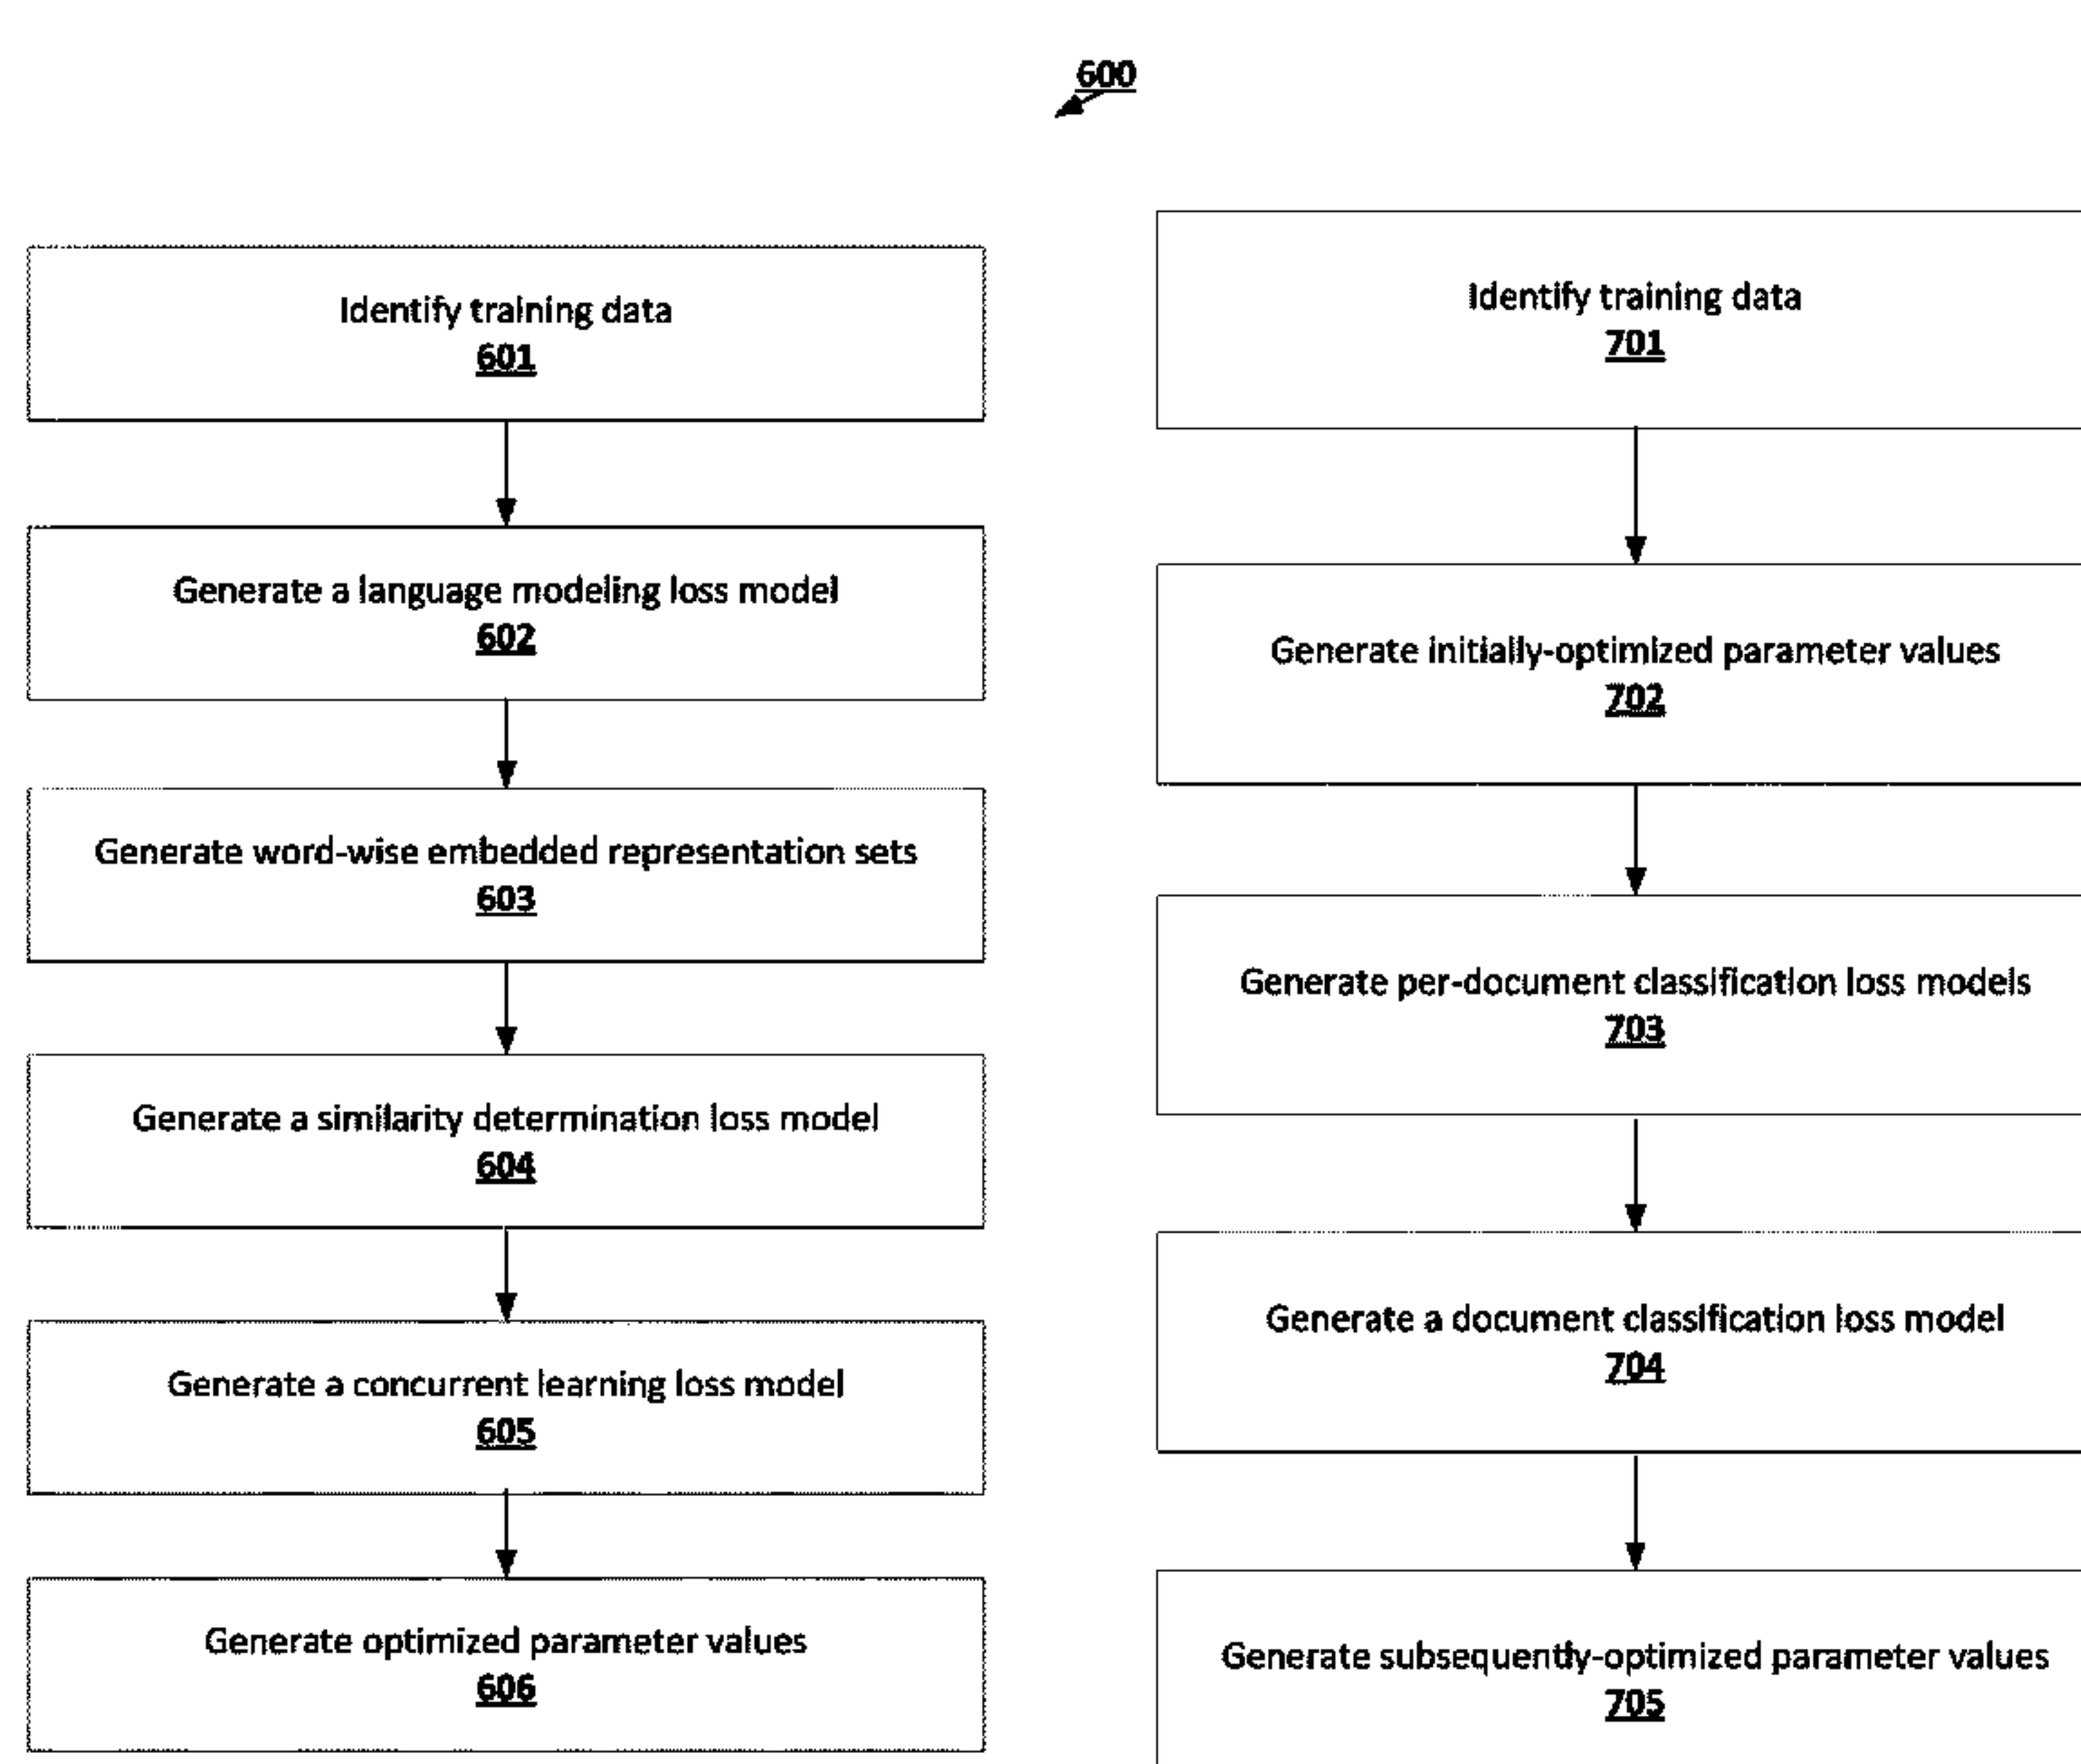 600
Identify training data
601
Generate a language modeling loss model
602
Generate word-wise embedded representation sets
603
Generate a similarity determination loss model
604
Generate a concurrent learning loss model
605
Generate optimized parameter values
606
Identify training data
701
Generate initially-optimized parameter values
702
Generate per-document classification loss models
703
Generate a document classification loss model
704
Generate subsequently-optimized parameter values
705